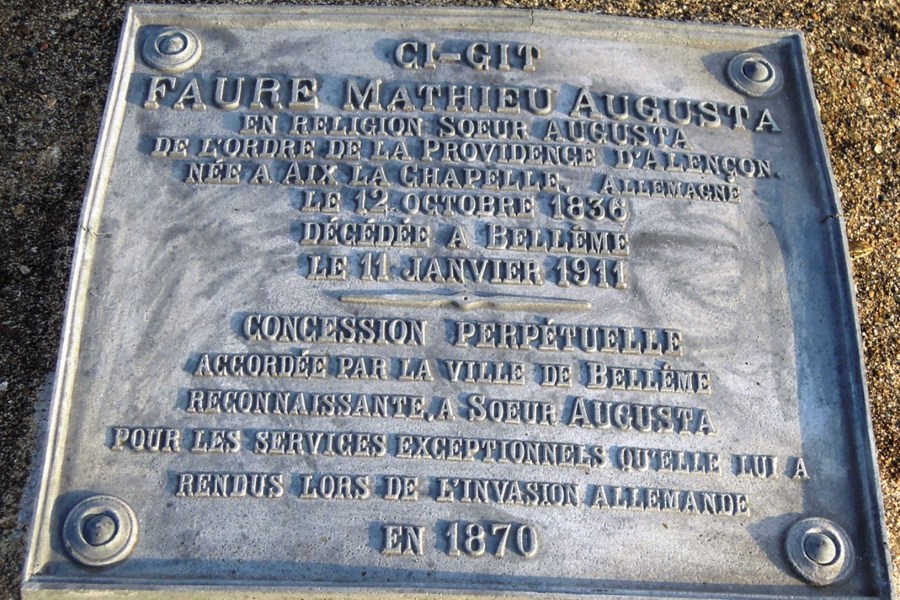 CI-GIT
FAURE MATHIEU AUGUSTA
EN RELIGION SOEUR AUGUSTA
DE L'ORDRE DE LA PROVIDENCE D'ALENÇON.
NÉE A AIX LA CHAPELLE. ALLEMAGNE
LE 12 OCTOBRE 1836
DÉCÉDÉE A BELLÉME
LE 11 JANVIER 1911
CONCESSION PERPÉTUELLE
ACCORDÉE PAR LA VILLE DE BELLÉME
RECONNAISSANTE, A SOEUR AUGUSTA
POUR LES SERVICES EXCEPTIONNELS QU'ELLE LUI A
RENDUS LORS DE L'INVASION ALLEMANDE
EN 1870